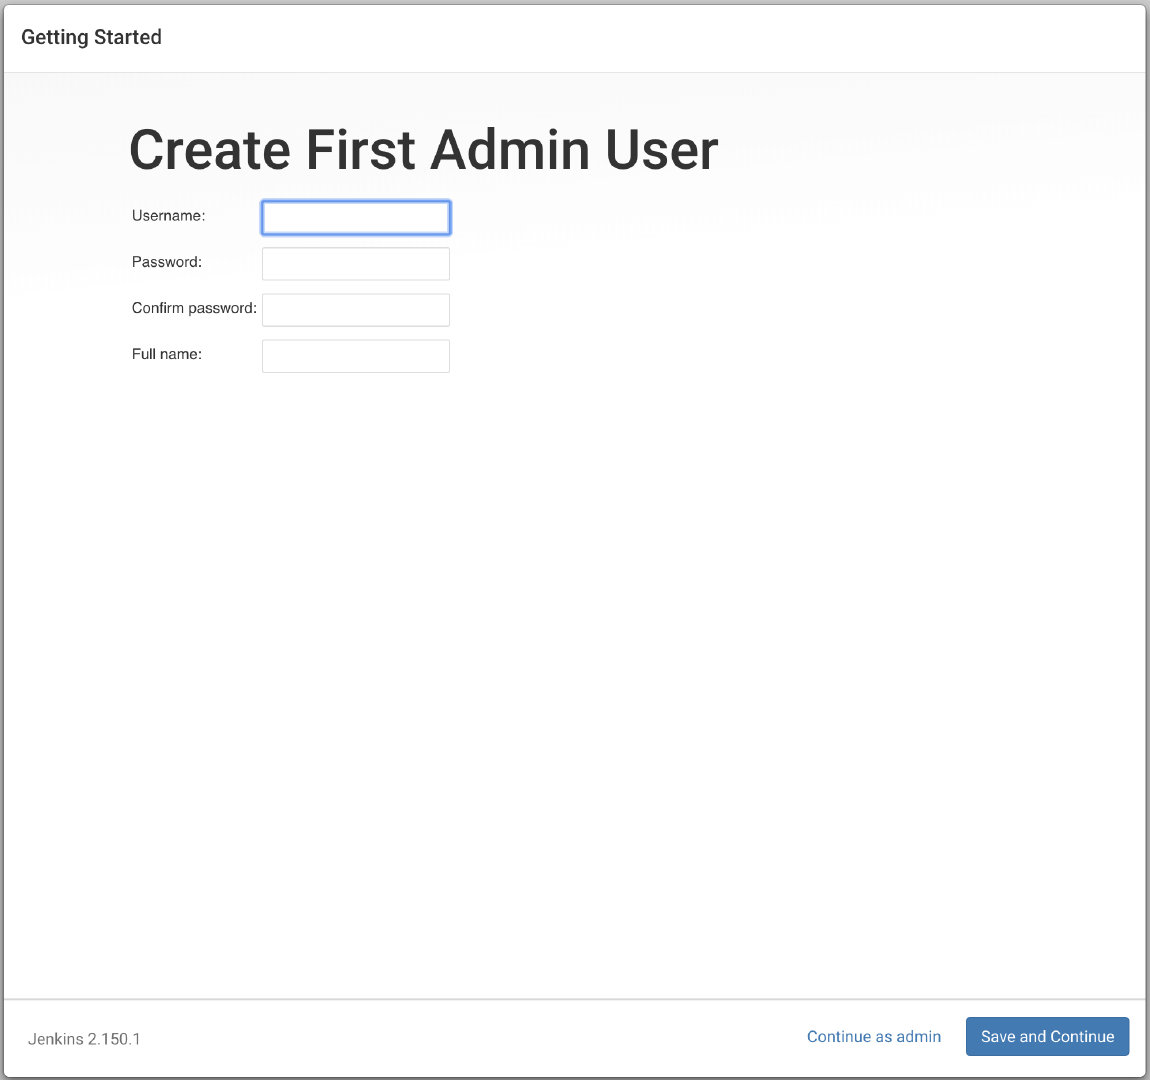 Getting Started
Create First Admin User
Username:
Password:
Confirm password:
Full name:
Jenkins 2.150.1
Continue as admin
Save and Continue